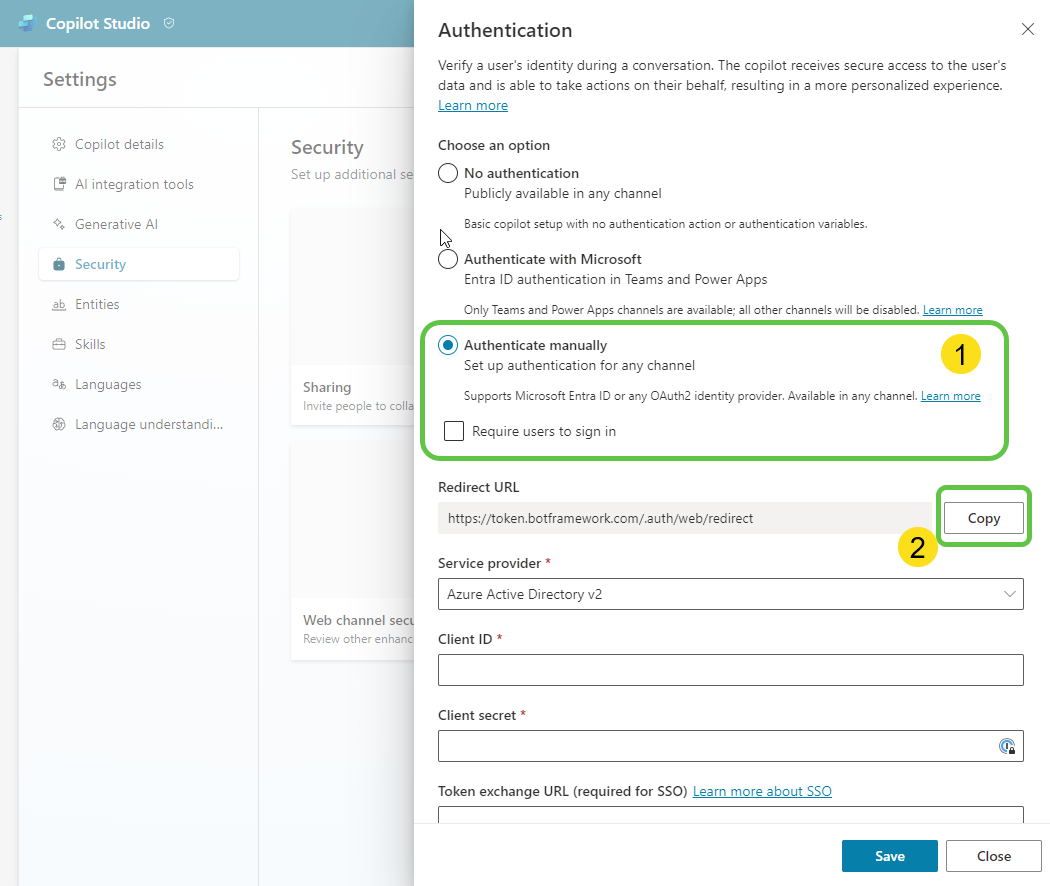 Copilot Studio
Settings
Copilot details
AI integration tools
Generative AI
Security
Entities
Skills
Languages
Language understandi...
Security
Set up additional se
Sharing
Invite people to colla
Web channel secu
Review other enhanc
Authentication
Verify a user's identity during a conversation. The copilot receives secure access to the user's
data and is able to take actions on their behalf, resulting in a more personalized experience.
Learn more
Choose an option
No authentication
Publicly available in any channel
Basic copilot setup with no authentication action or authentication variables.
Authenticate with Microsoft
Entra ID authentication in Teams and Power Apps
Only Teams and Power Apps channels are available; all other channels will be disabled. Learn more
Authenticate manually
1
Set up authentication for any channel
Supports Microsoft Entra ID or any OAuth2 identity provider. Available in any channel. Learn more
Require users to sign in
Redirect URL
https://token.botframework.com/.auth/web/redirect
Copy
2
Service provider *
Azure Active Directory v2
Client ID *
Client secret *
Token exchange URL (required for SSO) Learn more about SSO
Save
Close